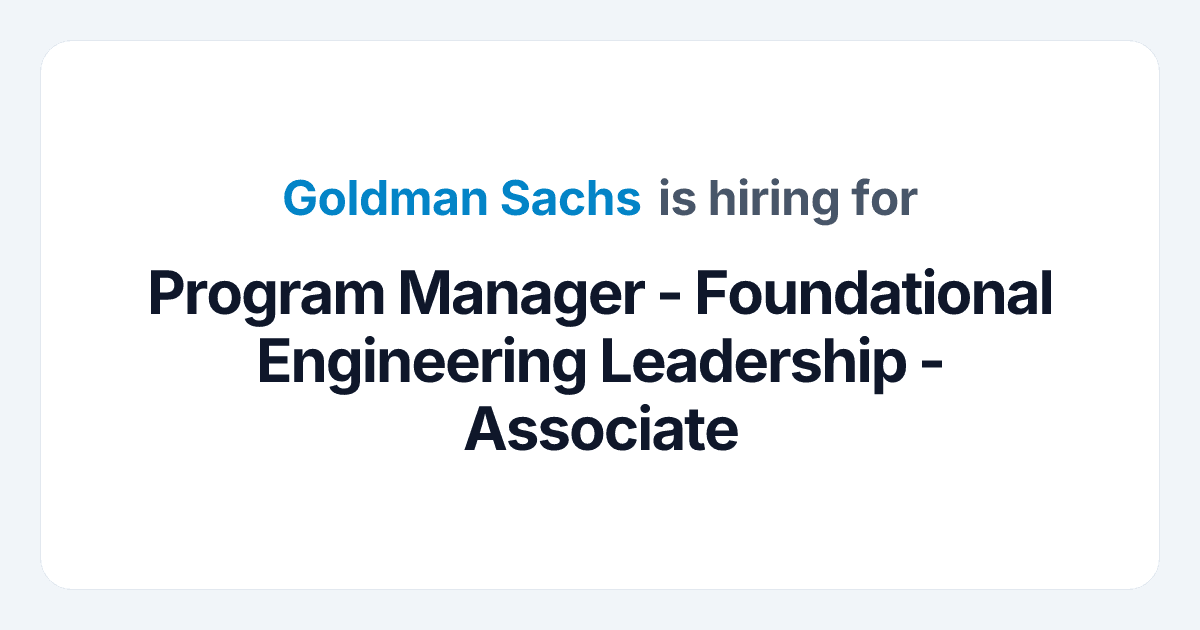 Goldman Sachs is hiring for
Program Manager - Foundational
Engineering Leadership -
Associate